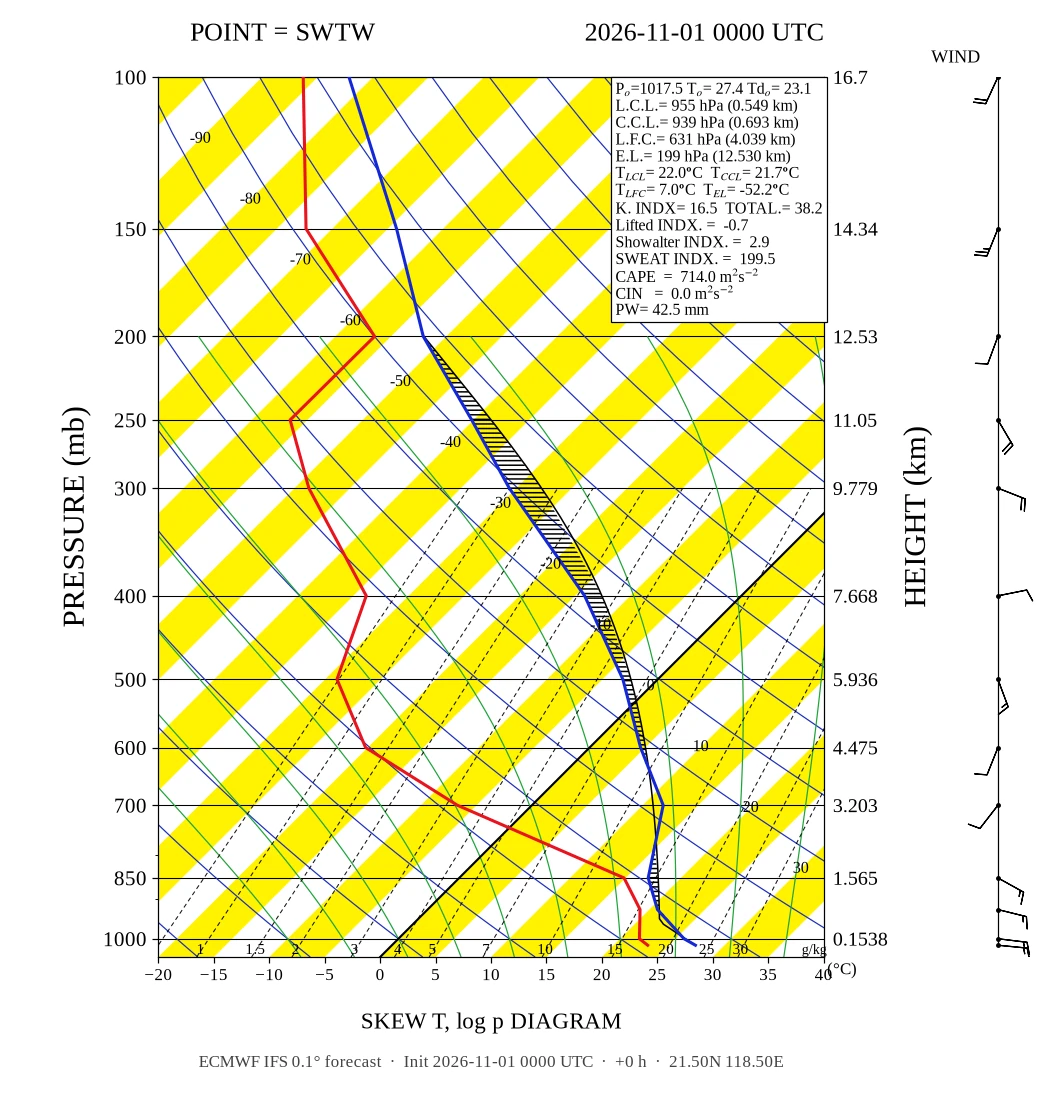 POINT = SWTW 2026-11-01 0000 UTC
WIND
100 16.7
Pₒ=1017.5 Tₒ= 27.4 Tdₒ= 23.1
L.C.L.= 955 hPa (0.549 km)
C.C.L.= 939 hPa (0.693 km)
L.F.C.= 631 hPa (4.039 km)
E.L.= 199 hPa (12.530 km)
T_LCL= 22.0°C T_CCL= 21.7°C
T_LFC= 7.0°C T_EL= -52.2°C
K. INDX= 16.5 TOTAL.= 38.2
Lifted INDX. = -0.7
Showalter INDX. = 2.9
SWEAT INDX. = 199.5
CAPE = 714.0 m²s⁻²
CIN = 0.0 m²s⁻²
PW= 42.5 mm
-90
-80
150 14.34
-70
-60
200 12.53
-50
250 11.05
-40
300 9.779
-30
-20
400 7.668
-10
500 5.936
0
10
600 4.475
700 20 3.203
30
850 1.565
1000 0.1538
1 1.5 2 3 4 5 7 10 15 20 25 30 g/kg
−20 −15 −10 −5 0 5 10 15 20 25 30 35 40 (°C)
PRESSURE (mb)
HEIGHT (km)
SKEW T, log p DIAGRAM
ECMWF IFS 0.1° forecast · Init 2026-11-01 0000 UTC · +0 h · 21.50N 118.50E